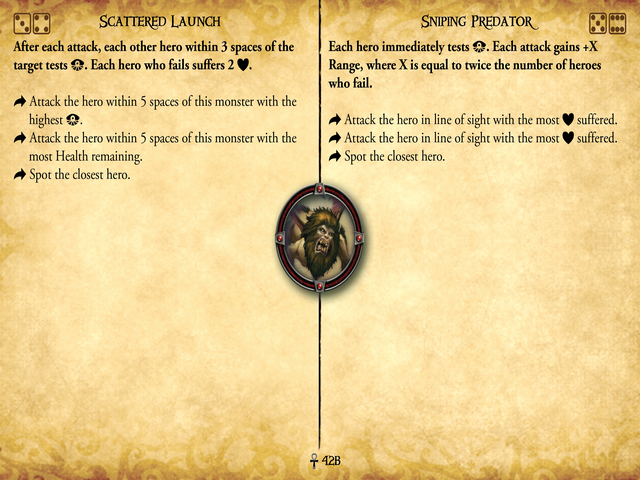 SCATTERED LAUNCH
After each attack, each other hero within 3 spaces of the
target tests . Each hero who fails suffers 2 .
Attack the hero within 5 spaces of this monster with the
highest .
Attack the hero within 5 spaces of this monster with the
most Health remaining.
Spot the closest hero.
SNIPING PREDATOR
Each hero immediately tests . Each attack gains +X
Range, where X is equal to twice the number of heroes
who fail.
Attack the hero in line of sight with the most ♥ suffered.
Attack the hero in line of sight with the most ♥ suffered.
Spot the closest hero.
42B